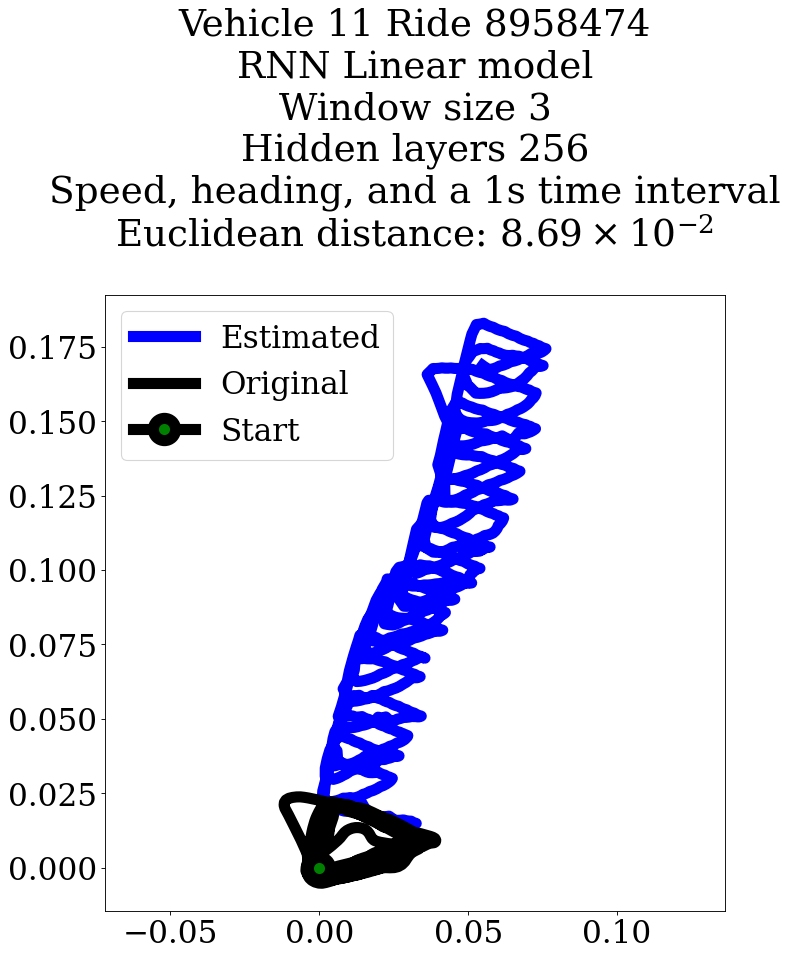 Vehicle 11 Ride 8958474
RNN Linear model
Window size 3
Hidden layers 256
Speed, heading, and a 1s time interval
Euclidean distance: 8.69 × 10⁻²
Estimated
Original
Start
0.175
0.150
0.125
0.100
0.075
0.050
0.025
0.000
−0.05 0.00 0.05 0.10